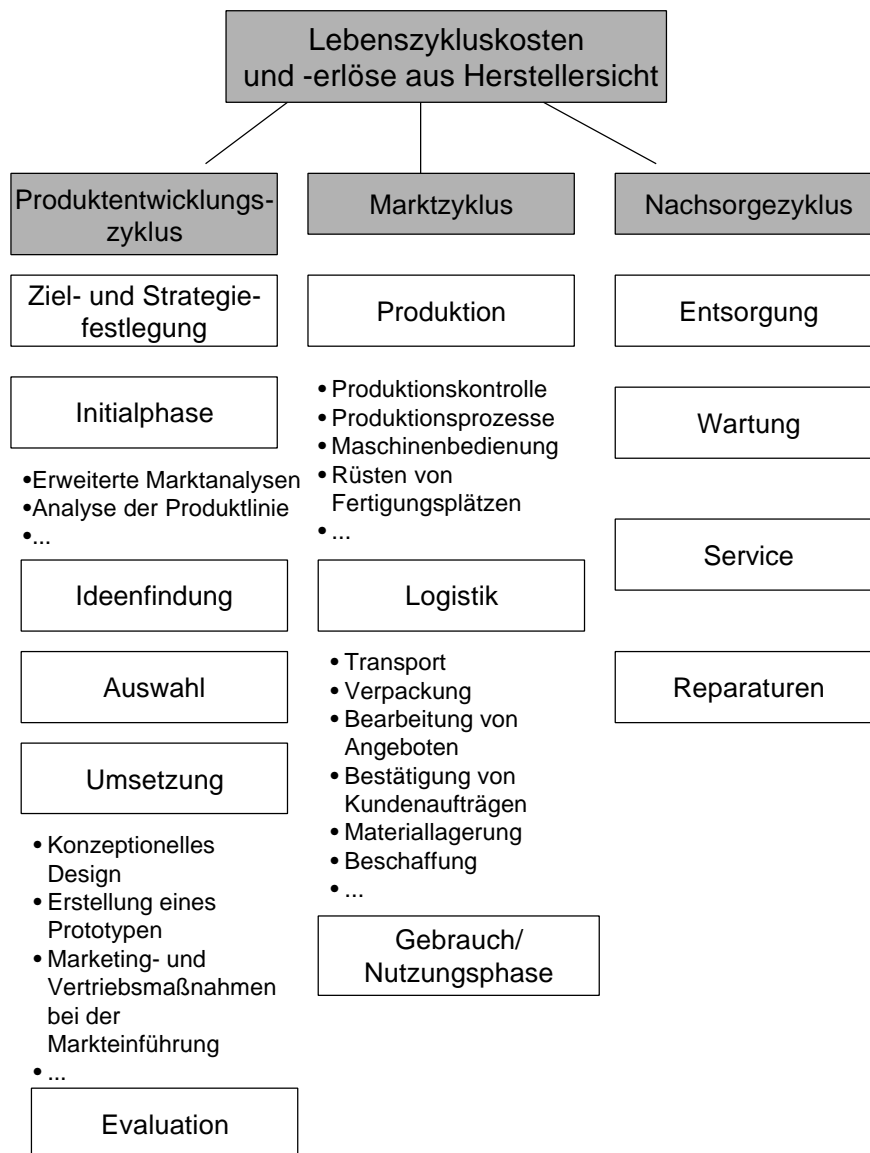 Lebenszykluskosten
und -erlöse aus Herstellersicht
Produktentwicklungs-
zyklus
Ziel- und Strategie-
festlegung
Initialphase
•Erweiterte Marktanalysen
•Analyse der Produktlinie
•...
Ideenfindung
Auswahl
Umsetzung
• Konzeptionelles
Design
• Erstellung eines
Prototypen
• Marketing- und
Vertriebsmaßnahmen
bei der
Markteinführung
• ...
Evaluation
Marktzyklus
Produktion
• Produktionskontrolle
• Produktionsprozesse
• Maschinenbedienung
• Rüsten von
Fertigungsplätzen
• ...
Logistik
• Transport
• Verpackung
• Bearbeitung von
Angeboten
• Bestätigung von
Kundenaufträgen
• Materiallagerung
• Beschaffung
• ...
Gebrauch/
Nutzungsphase
Nachsorgezyklus
Entsorgung
Wartung
Service
Reparaturen